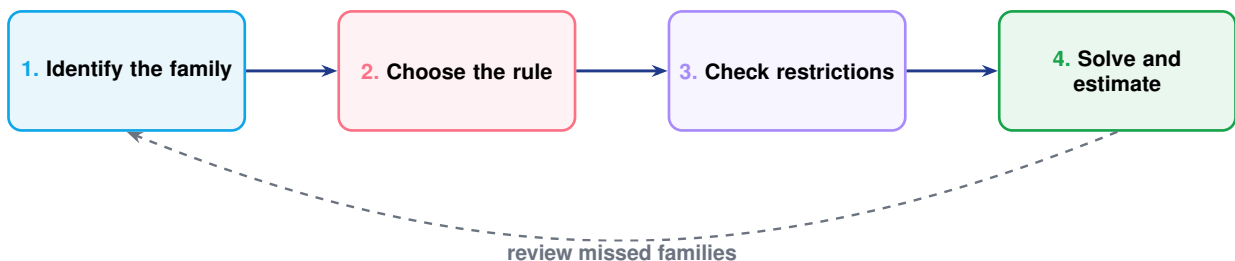 1. Identify the family
2. Choose the rule
3. Check restrictions
4. Solve and
estimate
review missed families